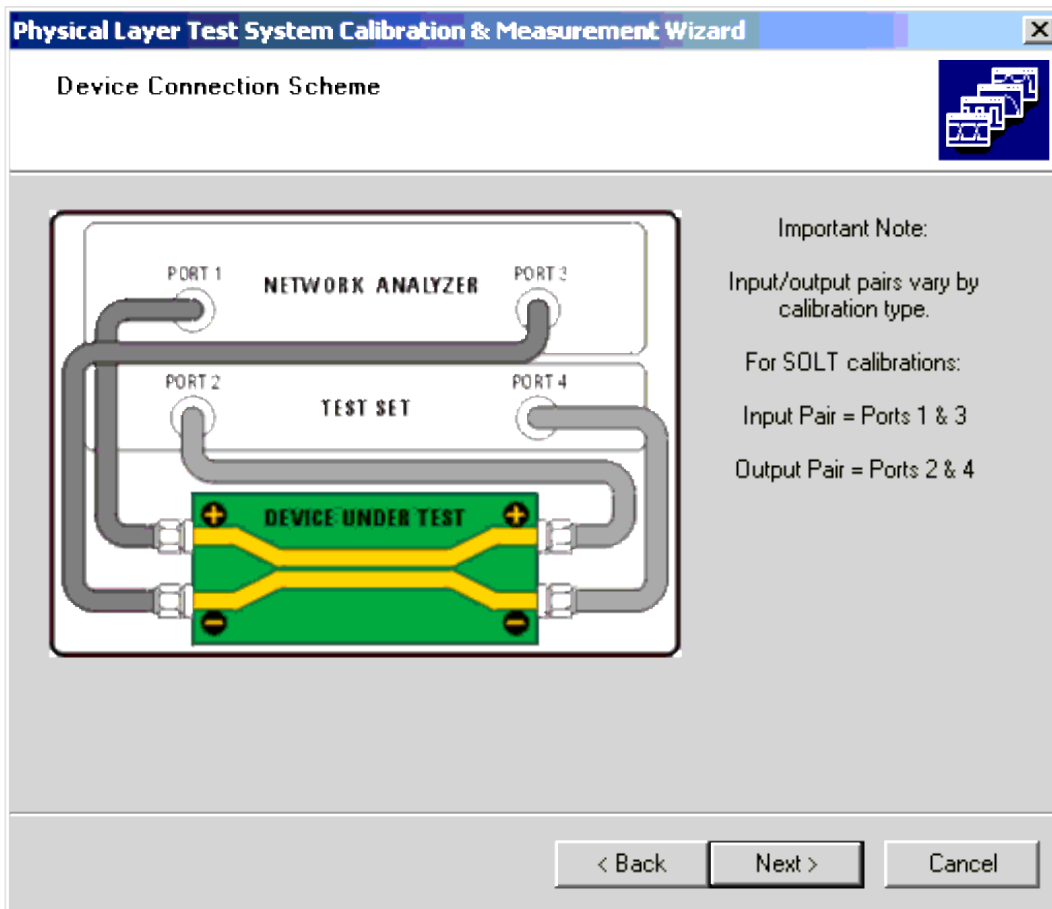 Physical Layer Test System Calibration & Measurement Wizard
Device Connection Scheme
PORT 1
NETWORK ANALYZER
PORT 3
PORT 2
TEST SET
PORT 4
DEVICE UNDER TEST
Important Note:
Input/output pairs vary by
calibration type.
For SOLT calibrations:
Input Pair = Ports 1 & 3
Output Pair = Ports 2 & 4
< Back
Next >
Cancel